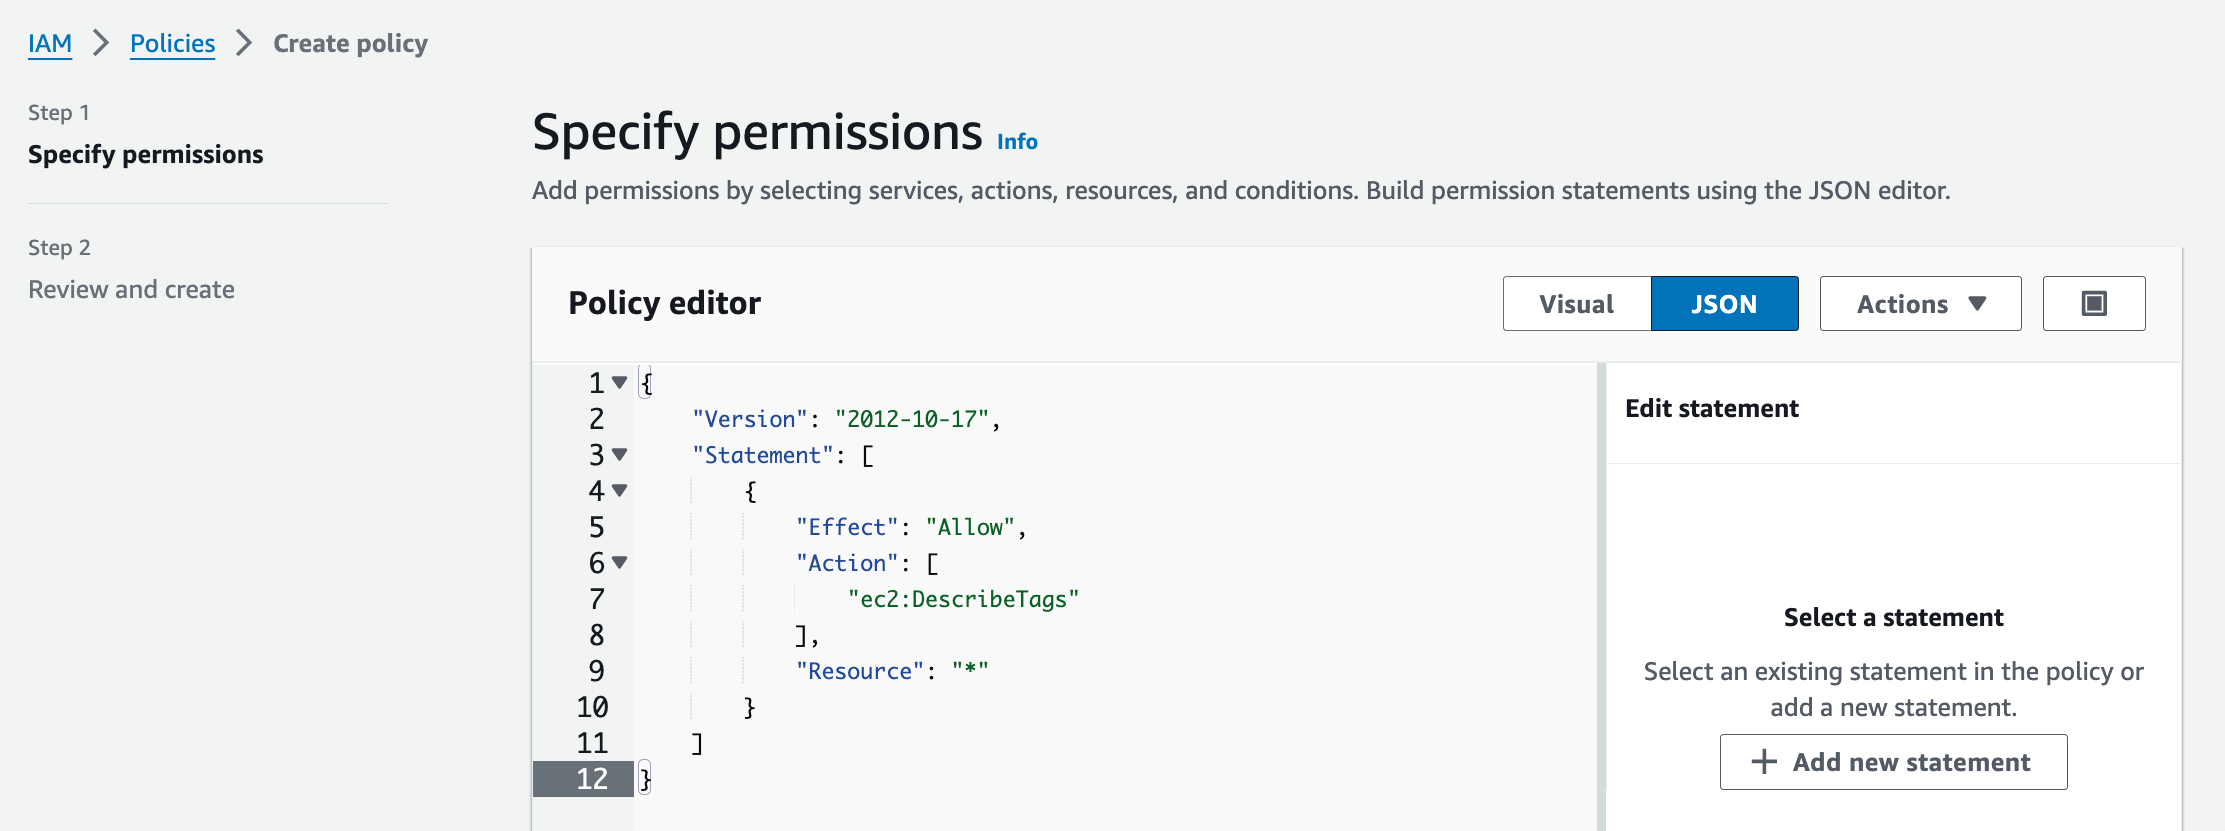 IAM > Policies > Create policy
Step 1
Specify permissions
Step 2
Review and create
Specify permissions Info
Add permissions by selecting services, actions, resources, and conditions. Build permission statements using the JSON editor.
Policy editor
Visual JSON Actions
1 {
2     "Version": "2012-10-17",
3     "Statement": [
4         {
5             "Effect": "Allow",
6             "Action": [
7                 "ec2:DescribeTags"
8             ],
9             "Resource": "*"
10         }
11     ]
12 }
Edit statement
Select a statement
Select an existing statement in the policy or
add a new statement.
+ Add new statement